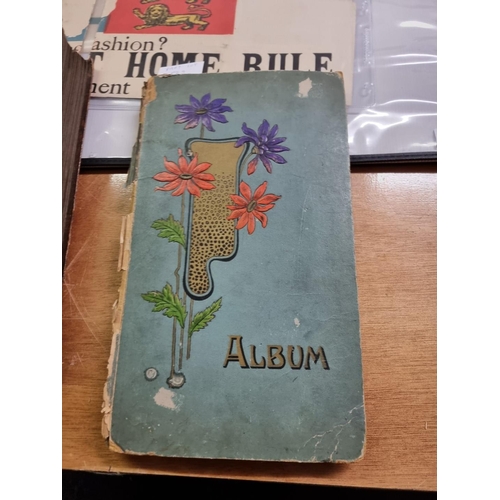 ashion?
T HOME RULE
ment
ALBUM